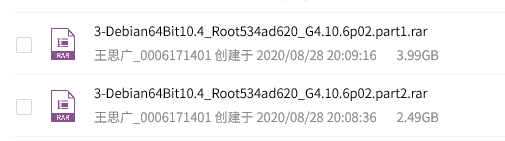 3-Debian64Bit10.4_Root534ad620_G4.10.6p02.part1.rar
RAR
王思广_0006171401 创建于 2020/08/28 20:09:16 3.99GB
3-Debian64Bit10.4_Root534ad620_G4.10.6p02.part2.rar
RAR
王思广_0006171401 创建于 2020/08/28 20:08:36 2.49GB